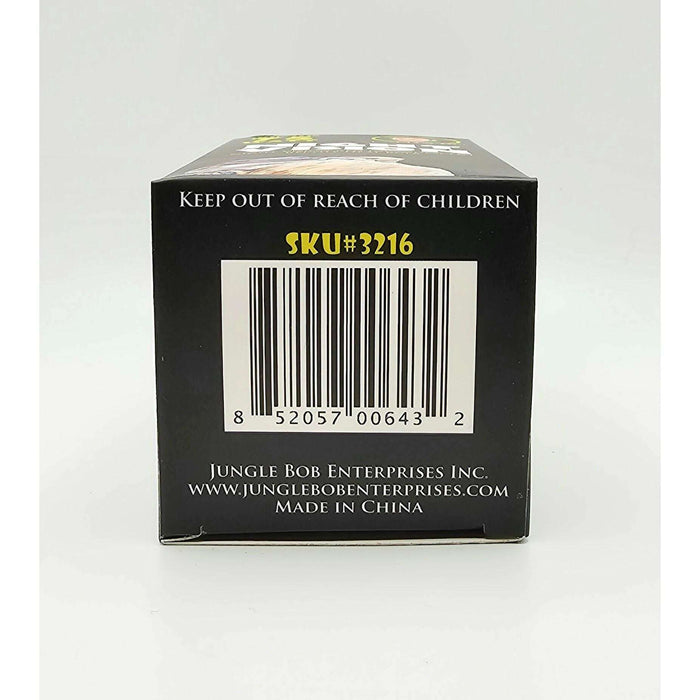 KEEP OUT OF REACH OF CHILDREN
SKU#3216
8 52057 00643 2
JUNGLE BOB ENTERPRISES INC.
WWW.JUNGLEBOBENTERPRISES.COM
MADE IN CHINA